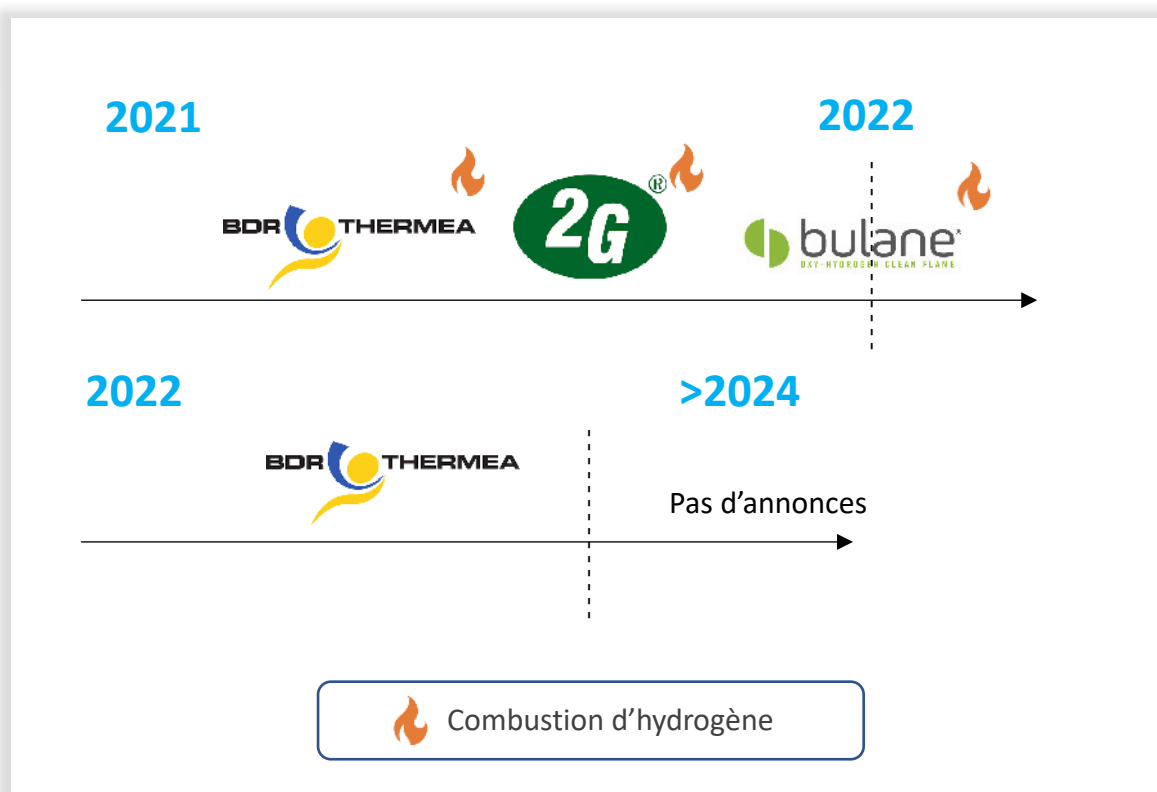 2021
2022
BDR THERMEA
2G®
bulane®
OXY-HYDROGEN CLEAN FLAME
2022
>2024
BDR THERMEA
Pas d’annonces
Combustion d’hydrogène